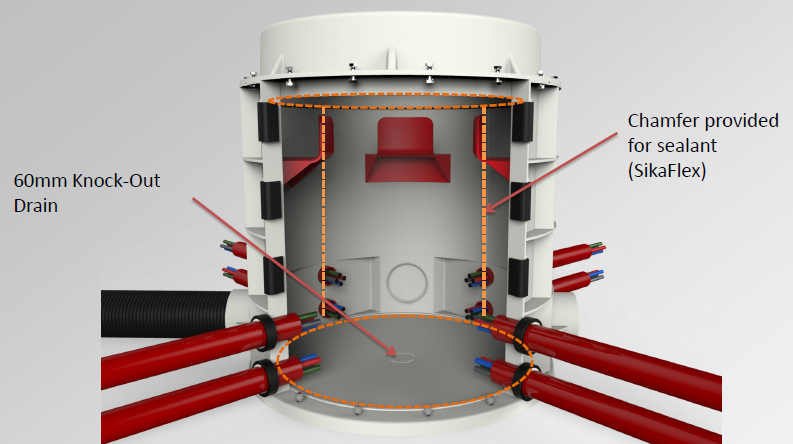 Chamfer provided
for sealant
(SikaFlex)
60mm Knock-Out
Drain